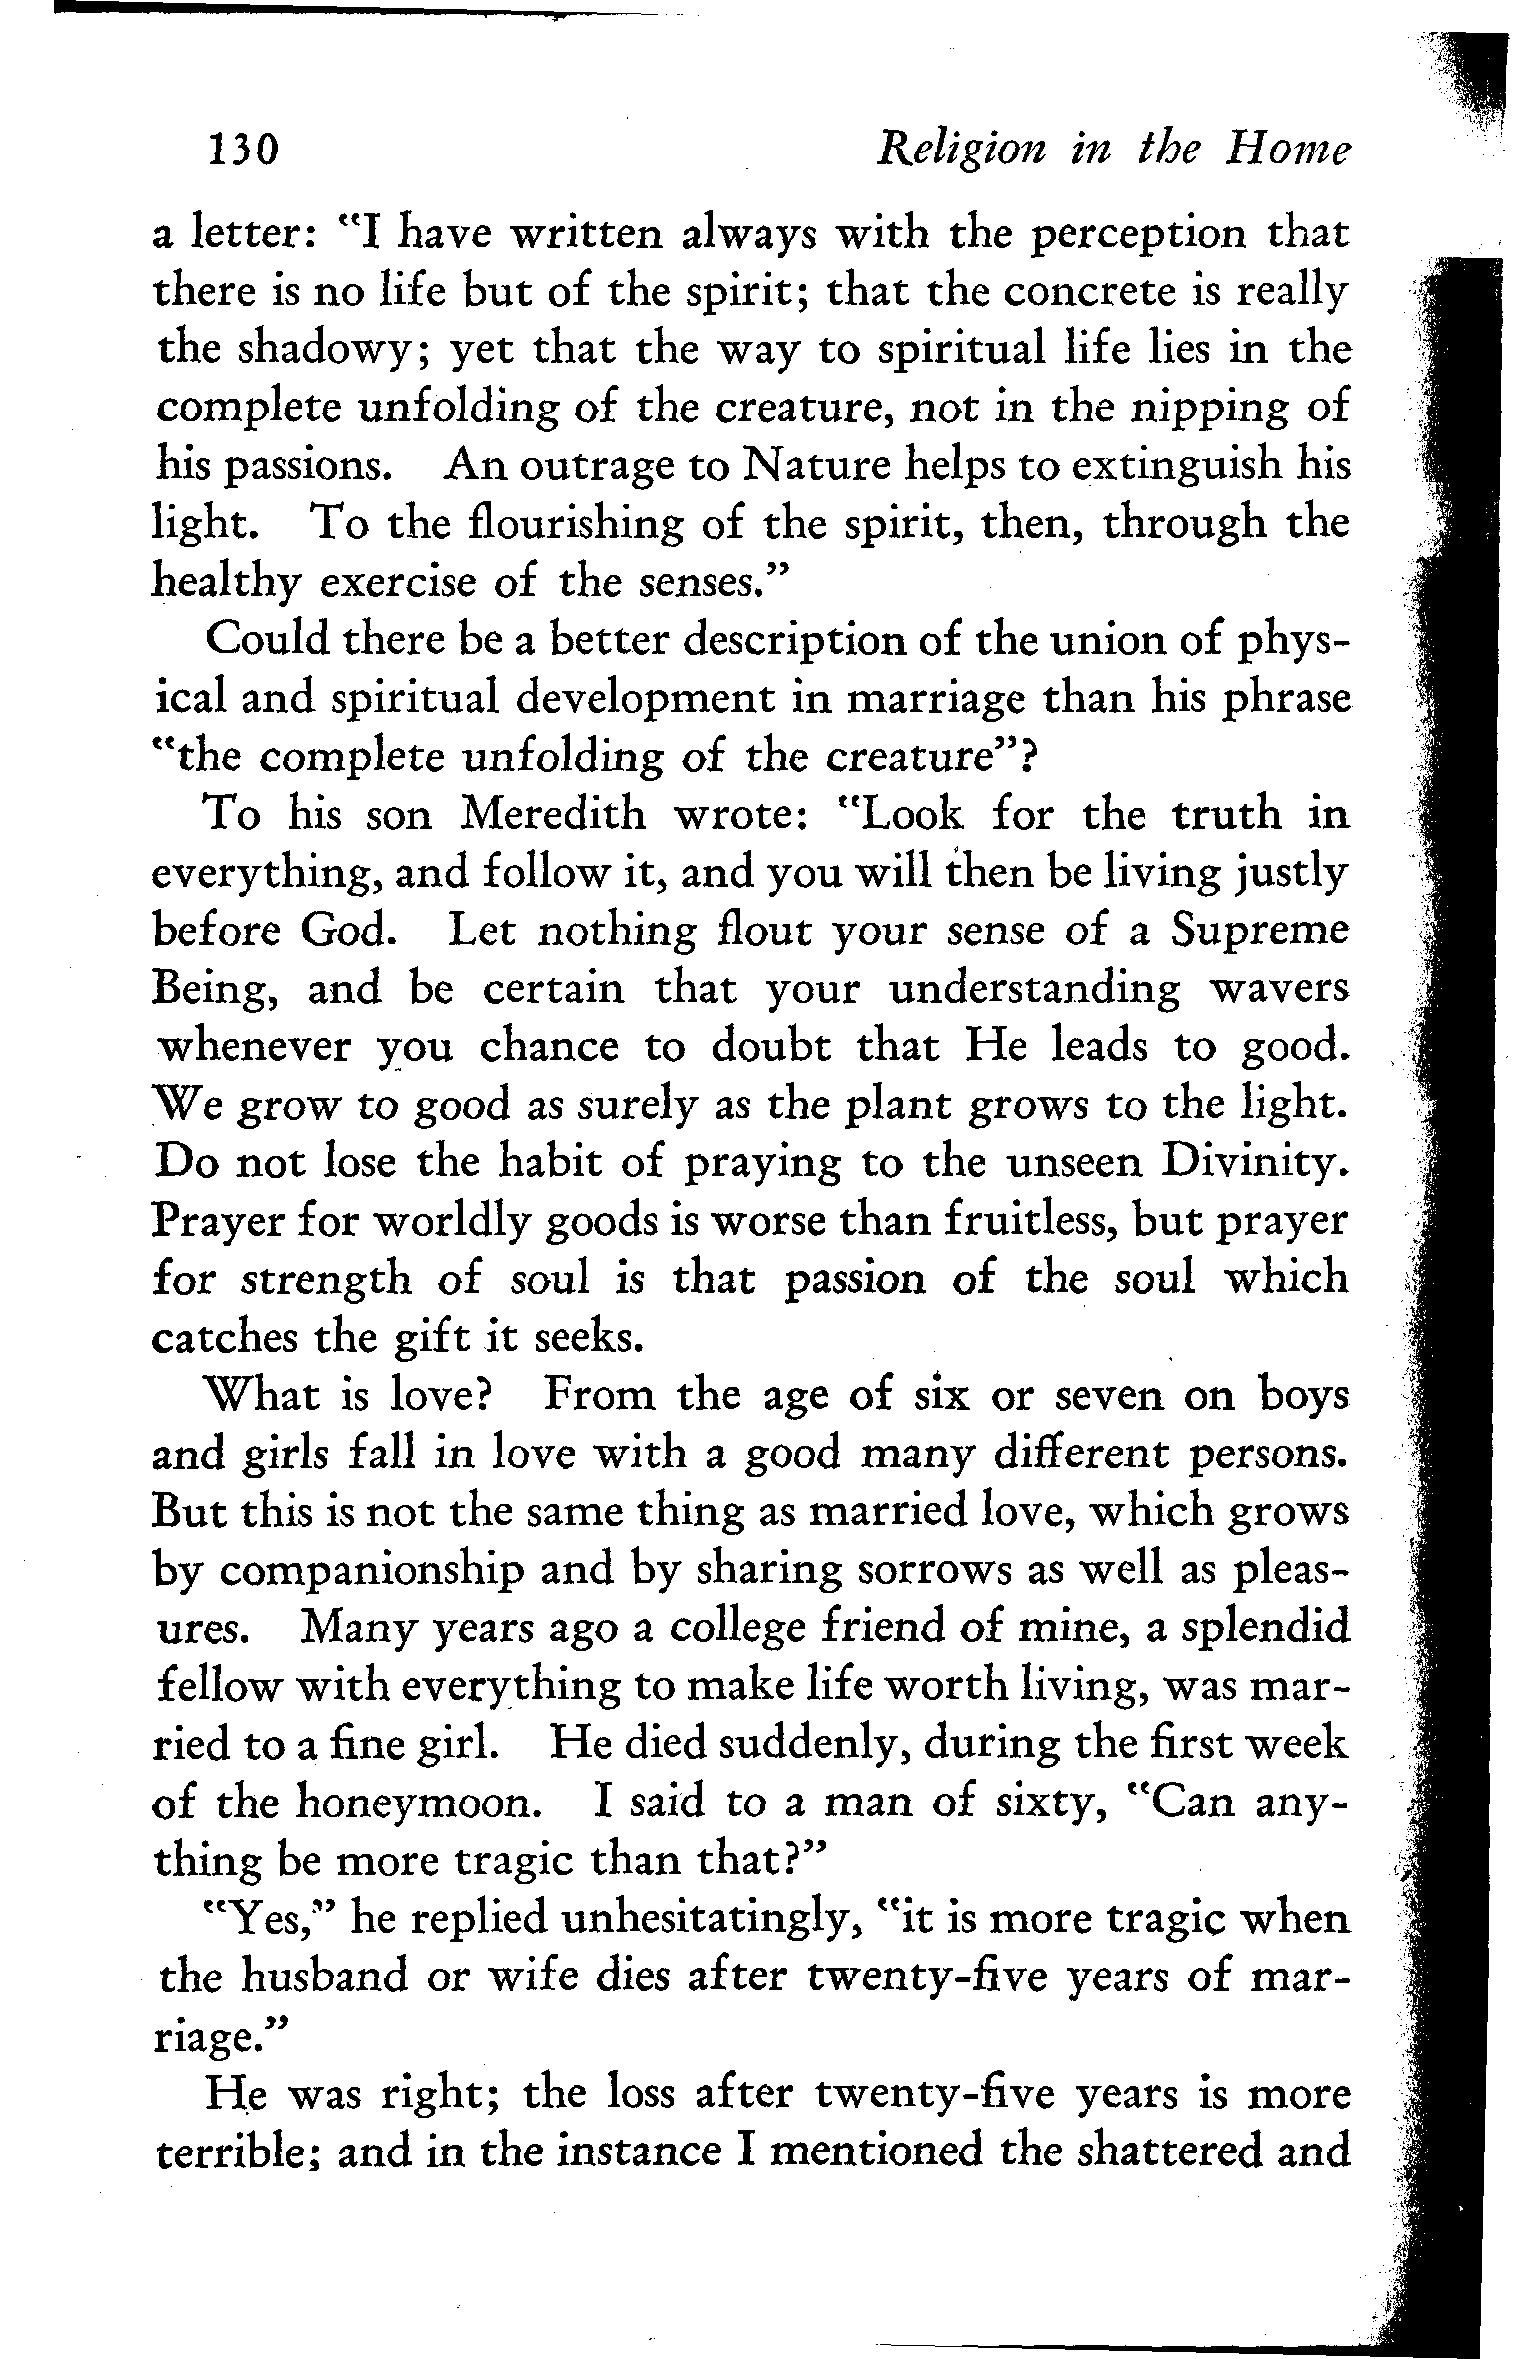 130 Religion in the Home
a letter: "I have written always with the perception that
there is no life but of the spirit; that the concrete is really
the shadowy; yet that the way to spiritual life lies in the
complete unfolding of the creature, not in the nipping of
his passions. An outrage to Nature helps to extinguish his
light. To the flourishing of the spirit, then, through the
healthy exercise of the senses."
Could there be a better description of the union of phys-
ical and spiritual development in marriage than his phrase
"the complete unfolding of the creature"?
To his son Meredith wrote: "Look for the truth in
everything, and follow it, and you will then be living justly
before God. Let nothing flout your sense of a Supreme
Being, and be certain that your understanding wavers
whenever you chance to doubt that He leads to good.
We grow to good as surely as the plant grows to the light.
Do not lose the habit of praying to the unseen Divinity.
Prayer for worldly goods is worse than fruitless, but prayer
for strength of soul is that passion of the soul which
catches the gift it seeks.
What is love? From the age of six or seven on boys
and girls fall in love with a good many different persons.
But this is not the same thing as married love, which grows
by companionship and by sharing sorrows as well as pleas-
ures. Many years ago a college friend of mine, a splendid
fellow with everything to make life worth living, was mar-
ried to a fine girl. He died suddenly, during the first week
of the honeymoon. I said to a man of sixty, "Can any-
thing be more tragic than that?"
"Yes," he replied unhesitatingly, "it is more tragic when
the husband or wife dies after twenty-five years of mar-
riage."
He was right; the loss after twenty-five years is more
terrible; and in the instance I mentioned the shattered and